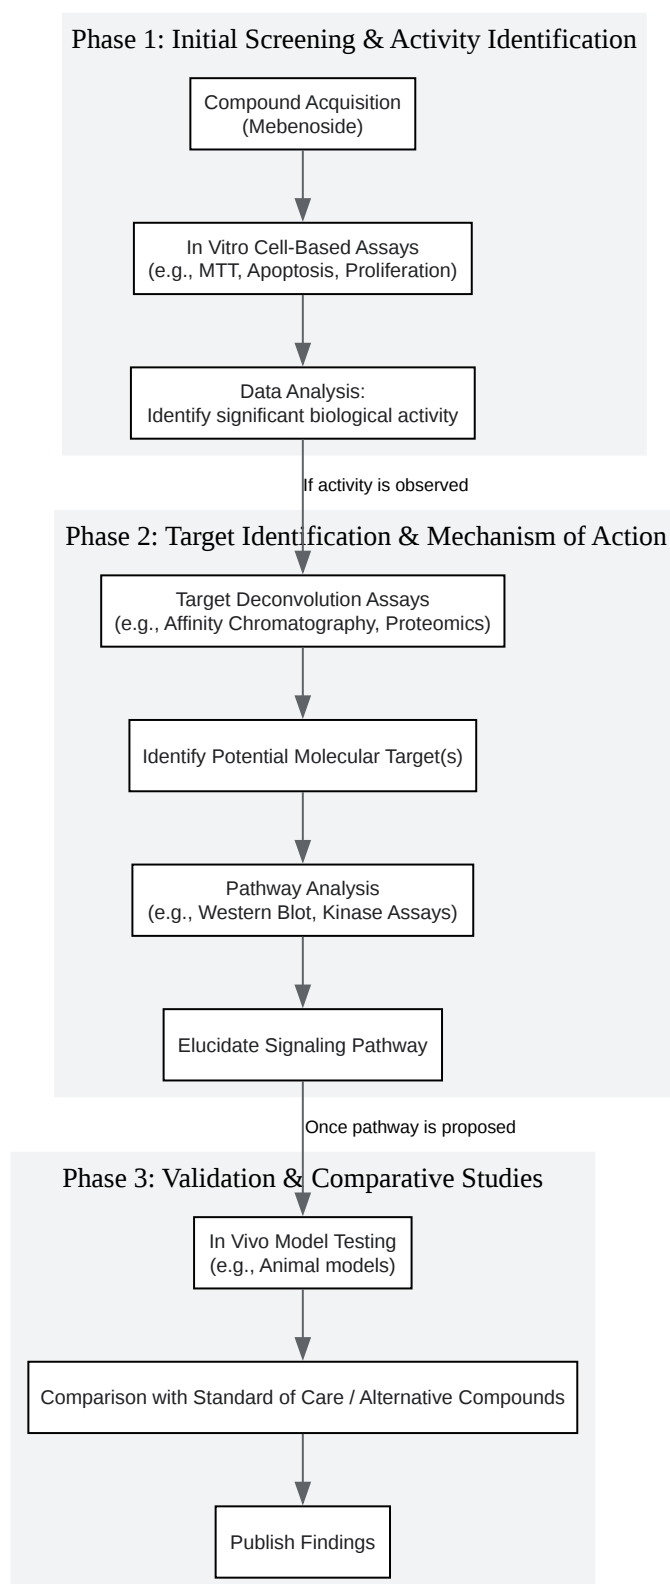 Phase 1: Initial Screening & Activity Identification
Compound Acquisition
(Mebenoside)
In Vitro Cell-Based Assays
(e.g., MTT, Apoptosis, Proliferation)
Data Analysis:
Identify significant biological activity
If activity is observed
Phase 2: Target Identification & Mechanism of Action
Target Deconvolution Assays
(e.g., Affinity Chromatography, Proteomics)
Identify Potential Molecular Target(s)
Pathway Analysis
(e.g., Western Blot, Kinase Assays)
Elucidate Signaling Pathway
Once pathway is proposed
Phase 3: Validation & Comparative Studies
In Vivo Model Testing
(e.g., Animal models)
Comparison with Standard of Care / Alternative Compounds
Publish Findings